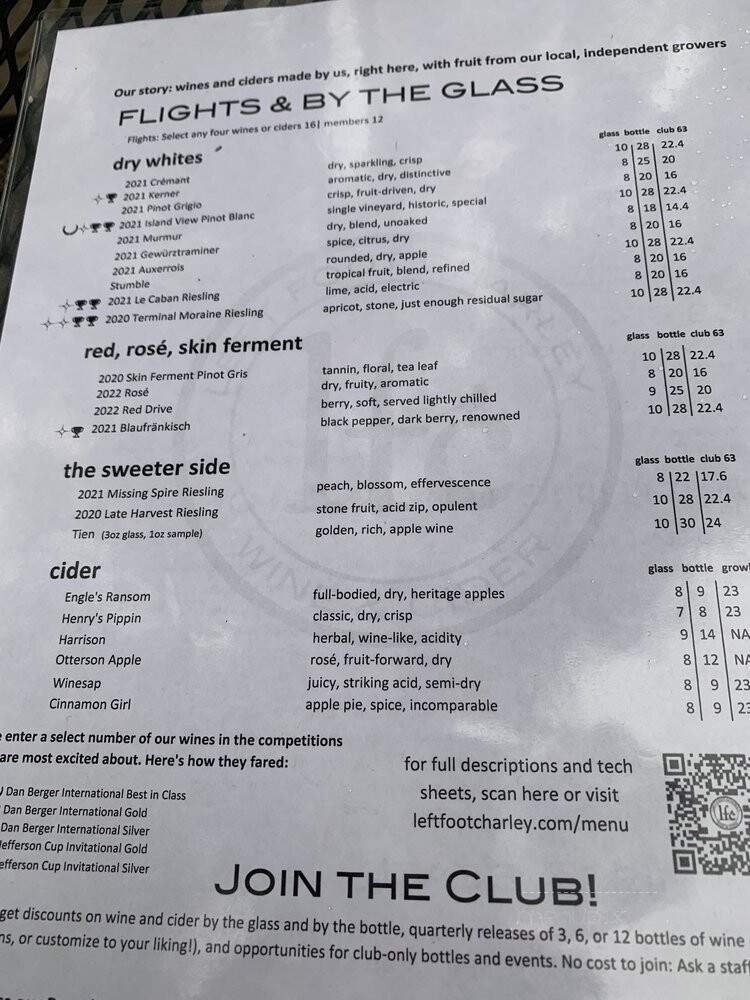 Our story: wines and ciders made by us, right here, with fruit from our local, independent growers
FLIGHTS & BY THE GLASS
Flights: Select any four wines or ciders 16| members 12
dry whites glass bottle club 63
2021 Crémant dry, sparkling, crisp 10 | 28 | 22.4
2021 Kerner aromatic, dry, distinctive 8 | 25 | 20
2021 Pinot Grigio crisp, fruit-driven, dry 8 | 20 | 16
2021 Island View Pinot Blanc single vineyard, historic, special 10 | 28 | 22.4
2021 Murmur dry, blend, unoaked 8 | 18 | 14.4
2021 Gewürztraminer spice, citrus, dry 8 | 20 | 16
2021 Auxerrois rounded, dry, apple 10 | 28 | 22.4
Stumble tropical fruit, blend, refined 8 | 20 | 16
2021 Le Caban Riesling lime, acid, electric 8 | 20 | 16
2020 Terminal Moraine Riesling apricot, stone, just enough residual sugar 10 | 28 | 22.4
red, rosé, skin ferment glass bottle club 63
2020 Skin Ferment Pinot Gris tannin, floral, tea leaf 10 | 28 | 22.4
2022 Rosé dry, fruity, aromatic 8 | 20 | 16
2022 Red Drive berry, soft, served lightly chilled 9 | 25 | 20
2021 Blaufränkisch black pepper, dark berry, renowned 10 | 28 | 22.4
the sweeter side glass bottle club 63
2021 Missing Spire Riesling peach, blossom, effervescence 8 | 22 | 17.6
2020 Late Harvest Riesling stone fruit, acid zip, opulent 10 | 28 | 22.4
Tien (3oz glass, 1oz sample) golden, rich, apple wine 10 | 30 | 24
cider glass bottle growl
Engle's Ransom full-bodied, dry, heritage apples 8 | 9 | 23
Henry's Pippin classic, dry, crisp 7 | 8 | 23
Harrison herbal, wine-like, acidity 9 | 14 | NA
Otterson Apple rosé, fruit-forward, dry 8 | 12 | NA
Winesap juicy, striking acid, semi-dry 8 | 9 | 23
Cinnamon Girl apple pie, spice, incomparable 8 | 9 | 23
e enter a select number of our wines in the competitions
are most excited about. Here's how they fared:
Dan Berger International Best in Class
Dan Berger International Gold
Dan Berger International Silver
efferson Cup Invitational Gold
efferson Cup Invitational Silver
for full descriptions and tech
sheets, scan here or visit
leftfootcharley.com/menu
lfc
JOIN THE CLUB!
get discounts on wine and cider by the glass and by the bottle, quarterly releases of 3, 6, or 12 bottles of wine
ns, or customize to your liking!), and opportunities for club-only bottles and events. No cost to join: Ask a staff